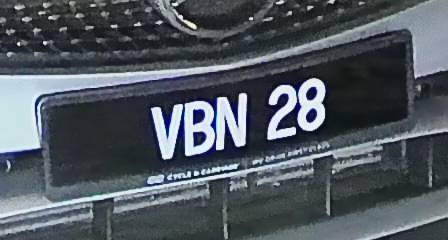 VBN 28
CYCLE & CARRIAGE